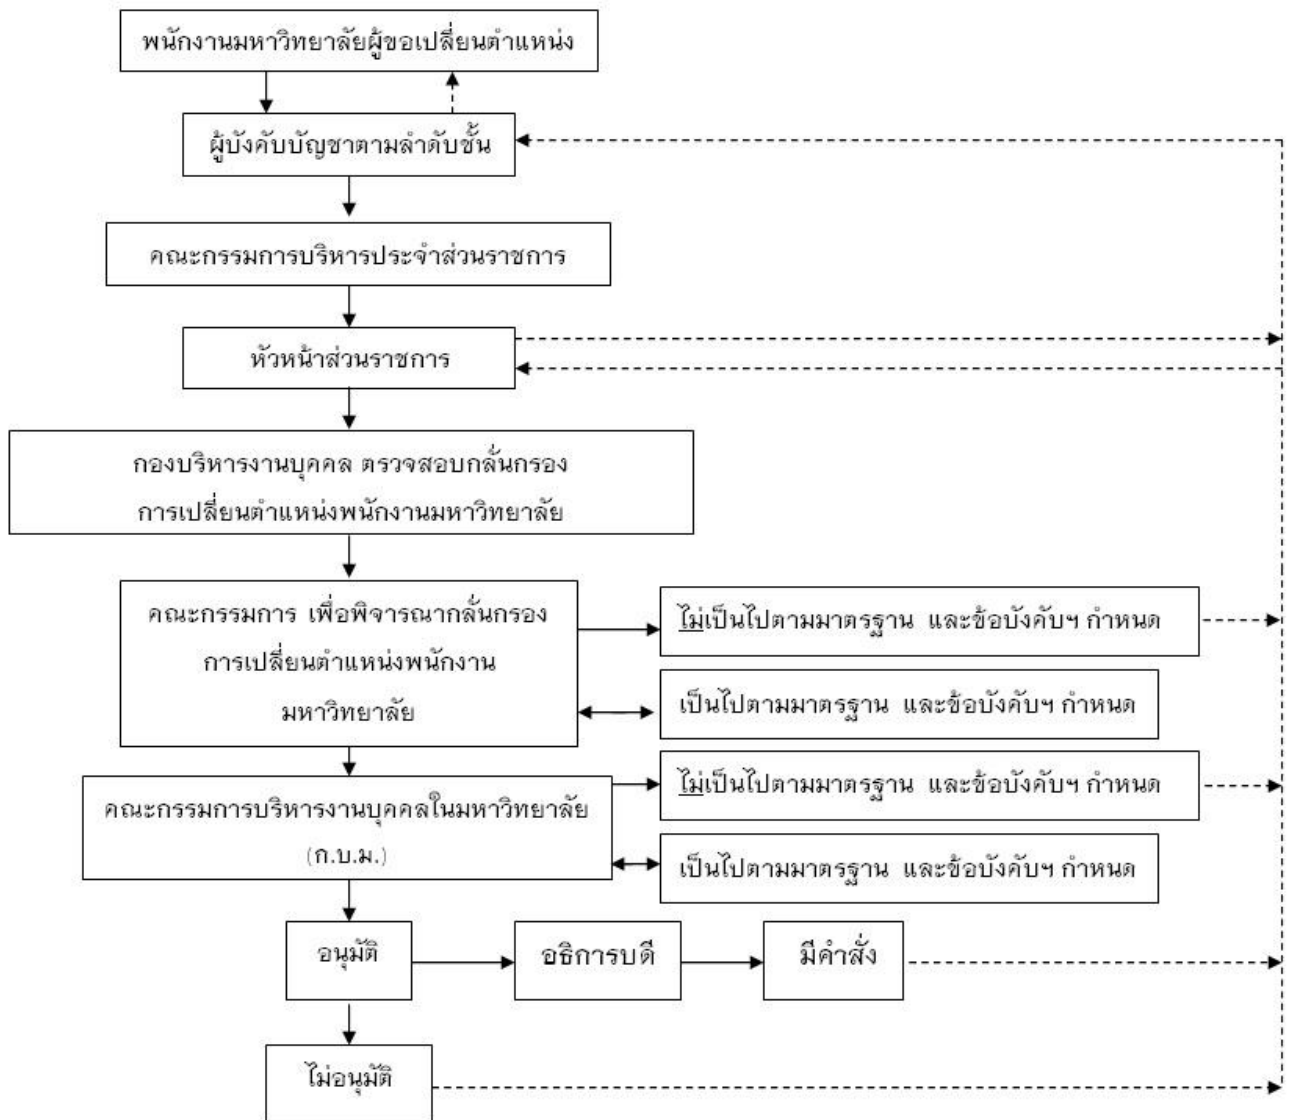 พนักงานมหาวิทยาลัยผู้ขอเปลี่ยนตำแหน่ง
ผู้บังคับบัญชาตามลำดับชั้น
คณะกรรมการบริหารประจำส่วนราชการ
หัวหน้าส่วนราชการ
กองบริหารงานบุคคล ตรวจสอบกลั่นกรอง
การเปลี่ยนตำแหน่งพนักงานมหาวิทยาลัย
คณะกรรมการ เพื่อพิจารณากลั่นกรอง
การเปลี่ยนตำแหน่งพนักงาน
มหาวิทยาลัย
ไม่เป็นไปตามมาตรฐาน และข้อบังคับฯ กำหนด
เป็นไปตามมาตรฐาน และข้อบังคับฯ กำหนด
คณะกรรมการบริหารงานบุคคลในมหาวิทยาลัย
(ก.บ.ม.)
ไม่เป็นไปตามมาตรฐาน และข้อบังคับฯ กำหนด
เป็นไปตามมาตรฐาน และข้อบังคับฯ กำหนด
อนุมัติ
อธิการบดี
มีคำสั่ง
ไม่อนุมัติ